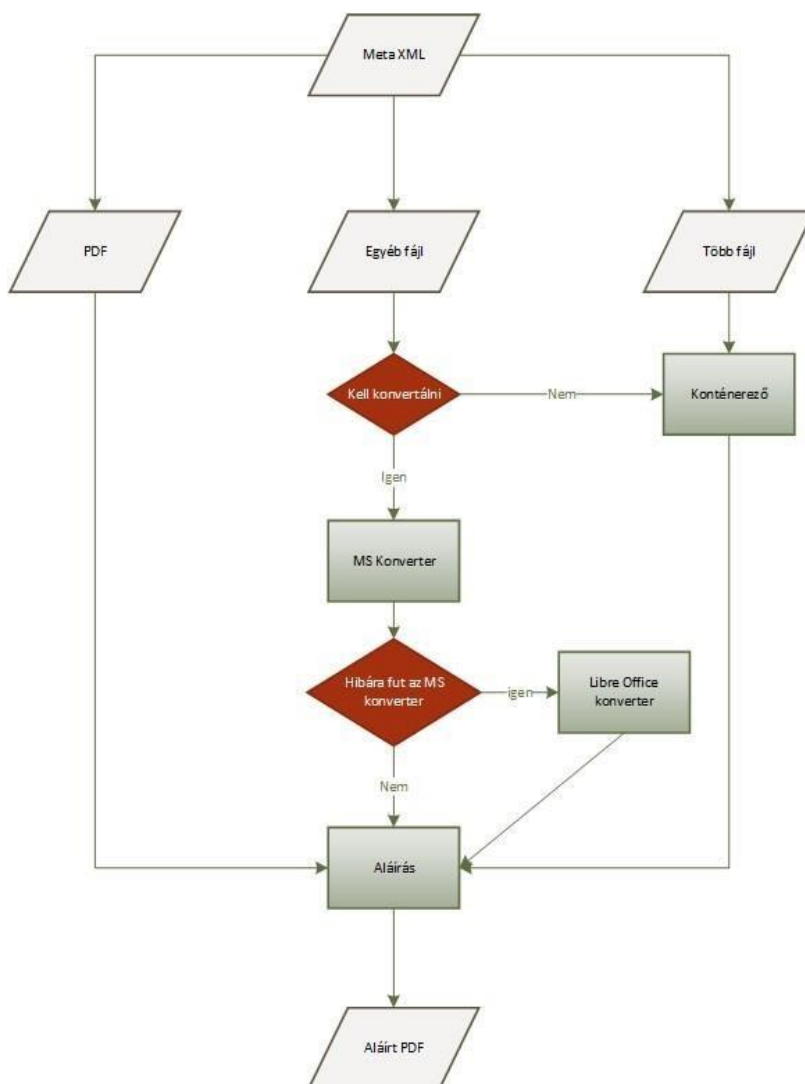 Meta XML
PDF
Egyéb fájl
Több fájl
Kell konvertálni
Nem
Konténerező
Igen
MS Konverter
Hibára fut az MS
konverter
igen
Libre Office
konverter
Nem
Aláírás
Aláírt PDF